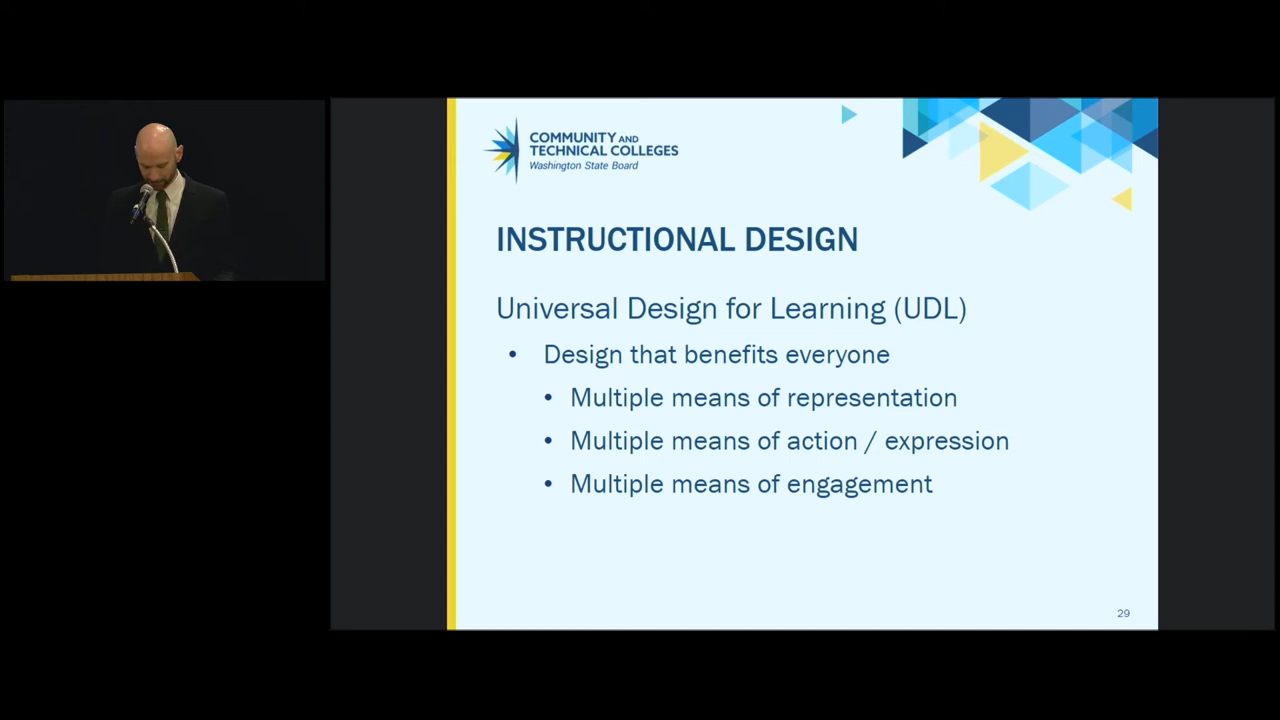 COMMUNITY AND
TECHNICAL COLLEGES
Washington State Board
INSTRUCTIONAL DESIGN
Universal Design for Learning (UDL)
• Design that benefits everyone
• Multiple means of representation
• Multiple means of action / expression
• Multiple means of engagement
29